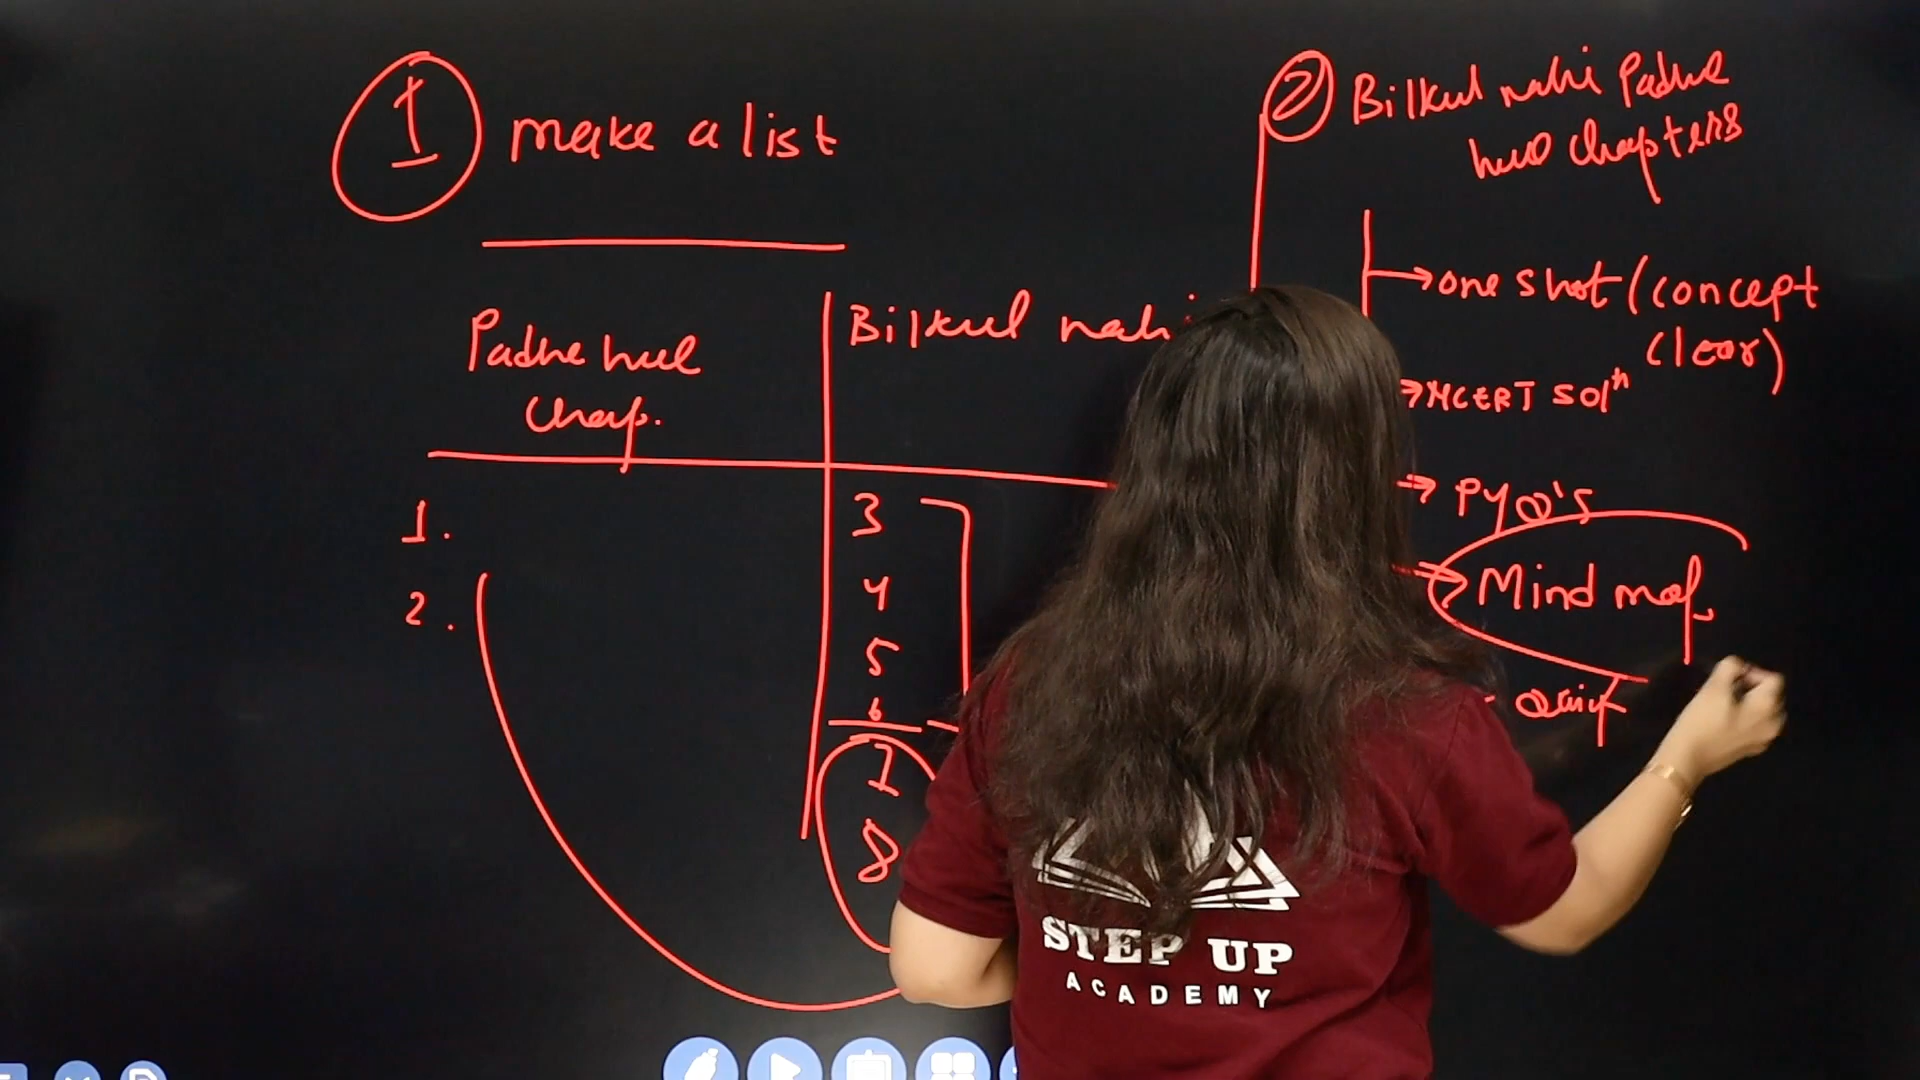 1 make a list
Padhe hue
Chap.
Bilkul nahi
1.
2.
3
4
5
6
7
8
2 Bilkul nahi Padhe
hue chapters
→ one shot (concept
clear)
→ NCERT solⁿ
→ PYQ's
→ Mind map
STEP UP
ACADEMY